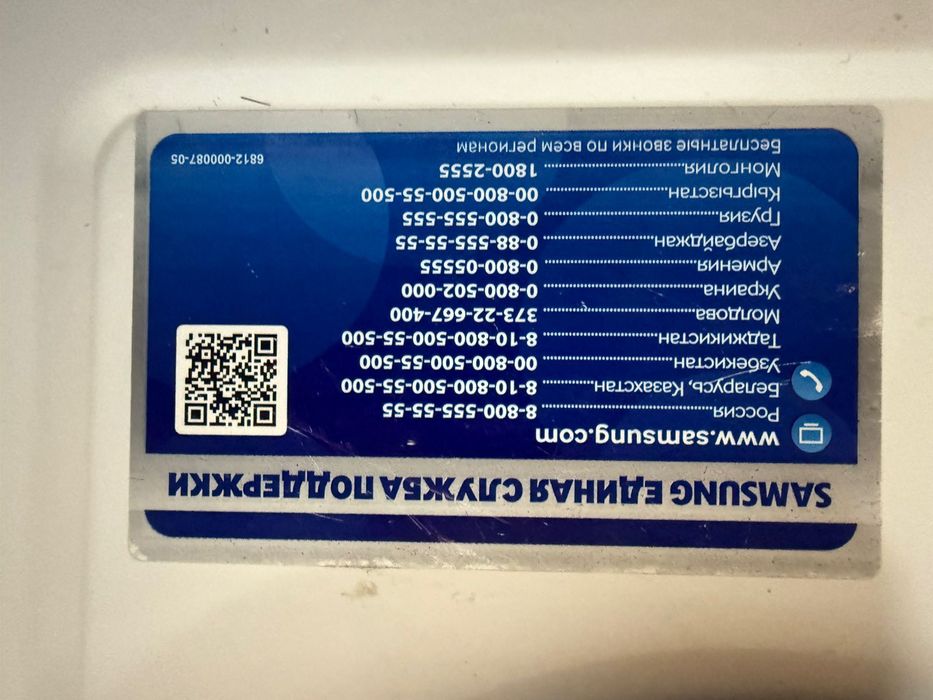 SAMSUNG ЕДИНАЯ СЛУЖБА ПОДДЕРЖКИ
www.samsung.com
Россия 8-800-555-55-55
Беларусь, Казахстан 8-10-800-500-55-500
Узбекистан 00-800-500-55-500
Таджикистан 8-10-800-500-55-500
Молдова 373-22-667-400
Украина 0-800-502-000
Армения 0-800-05555
Азербайджан 0-88-555-55-55
Грузия 0-800-555-555
Кыргызстан 00-800-500-55-500
Монголия 1800-2555
Бесплатные звонки по всем регионам
6812-000087-05